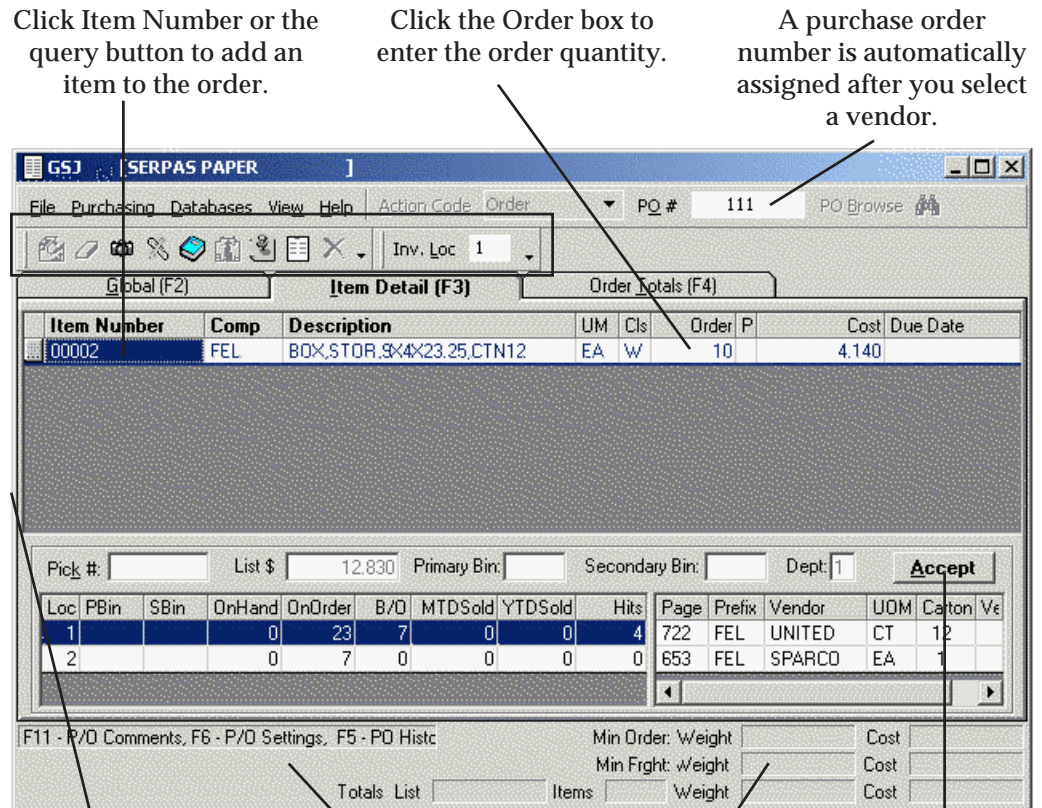 Click Item Number or the
query button to add an
item to the order.
Click the Order box to
enter the order quantity.
A purchase order
number is automatically
assigned after you select
a vendor.
GSJ [SERPAS PAPER ]
File Purchasing Databases View Help Action Code Order PO # 111 PO Browse
Inv. Loc 1
Global (F2) Item Detail (F3) Order Totals (F4)
Item Number Comp Description UM Cls Order P Cost Due Date
00002 FEL BOX,STOR,9X4X23.25,CTN12 EA W 10 4.140
Pick #: List $ 12.830 Primary Bin: Secondary Bin: Dept: 1 Accept
Loc PBin SBin OnHand OnOrder B/O MTDSold YTDSold Hits
1 0 23 7 0 0 4
2 0 7 0 0 0 0
Page Prefix Vendor UOM Carton Ve
722 FEL UNITED CT 12
653 FEL SPARCO EA 1
F11 - P/O Comments, F6 - P/O Settings, F5 - PO Histo
Min Order: Weight Cost
Min Frght: Weight Cost
Totals List Items Weight Cost